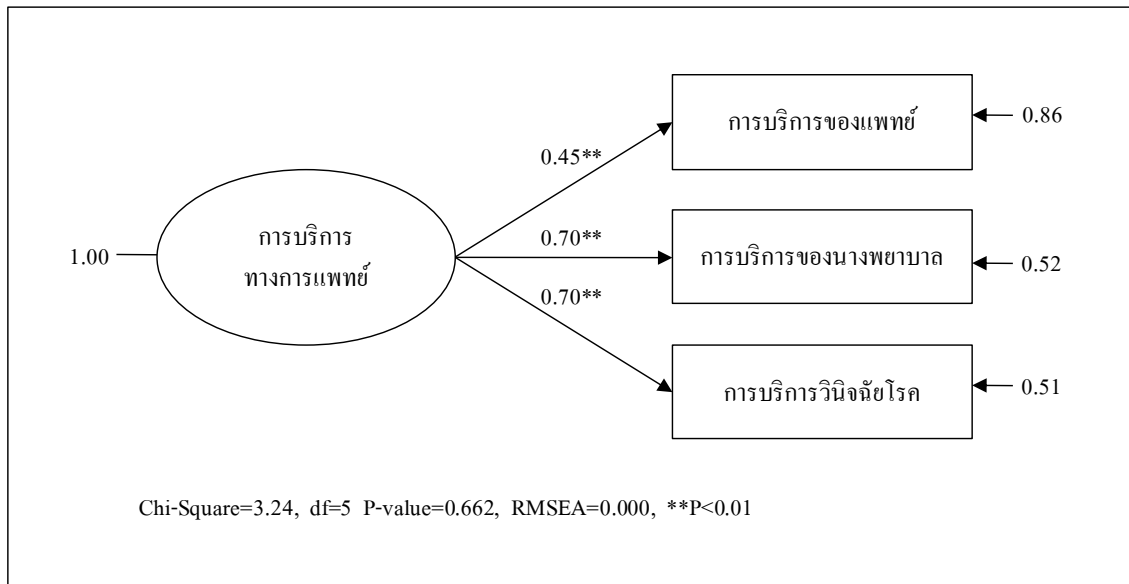 การบริการของแพทย์
0.86
0.45**
การบริการ
ทางการแพทย์
1.00
0.70**
การบริการของนางพยาบาล
0.52
0.70**
การบริการวินิจฉัยโรค
0.51
Chi-Square=3.24, df=5 P-value=0.662, RMSEA=0.000, **P<0.01